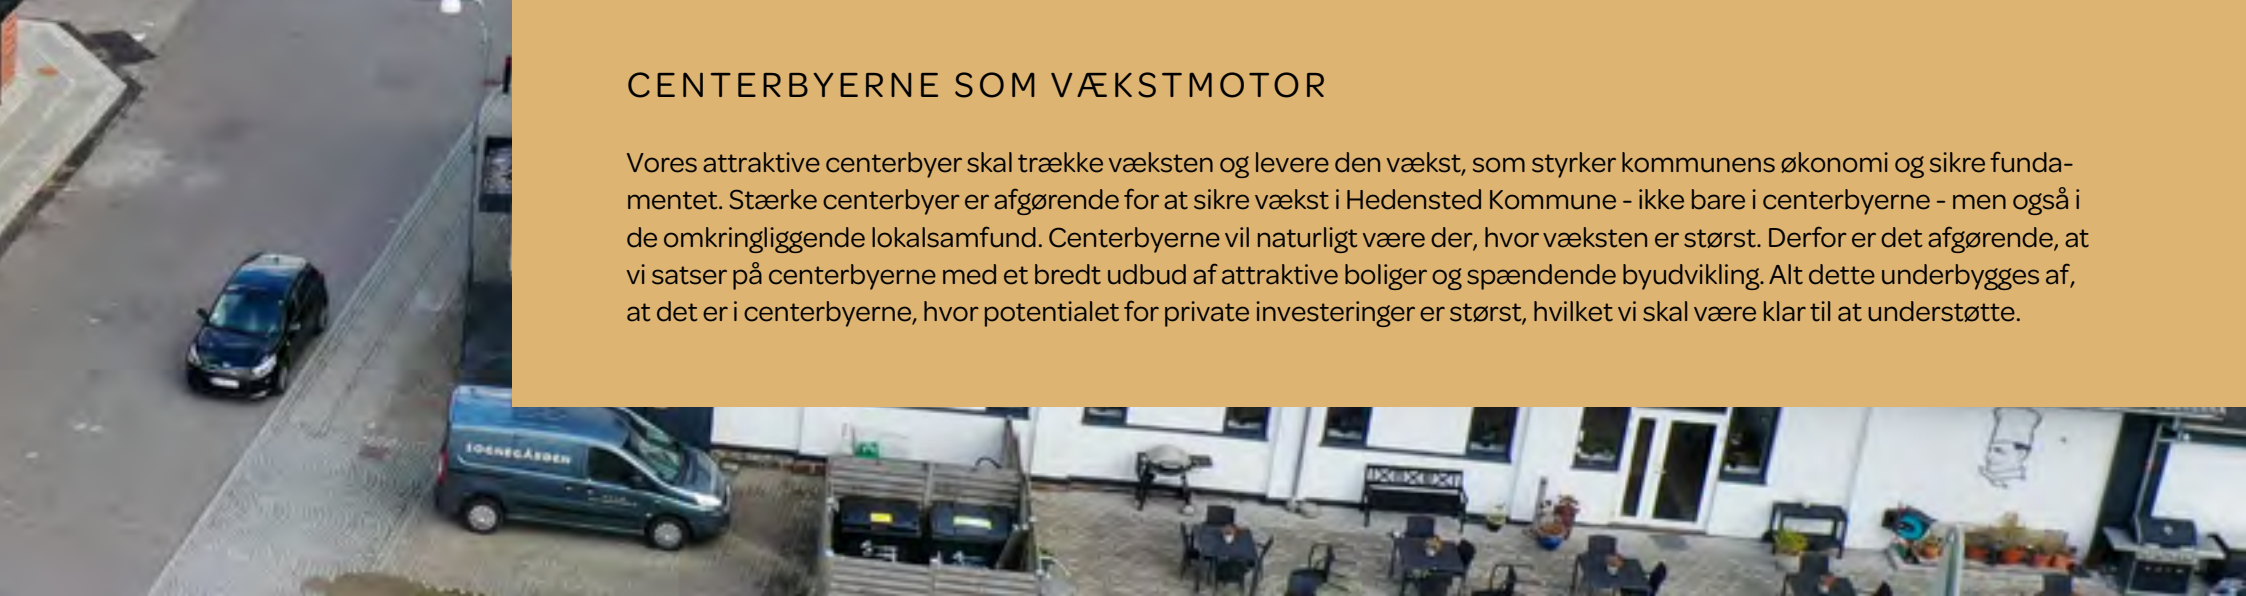 CENTERBYERNE SOM VÆKSTMOTOR
Vores attraktive centerbyer skal trække væksten og levere den vækst, som styrker kommunens økonomi og sikre funda-
mentet. Stærke centerbyer er afgørende for at sikre vækst i Hedensted Kommune - ikke bare i centerbyerne - men også i
de omkringliggende lokalsamfund. Centerbyerne vil naturligt være der, hvor væksten er størst. Derfor er det afgørende, at
vi satser på centerbyerne med et bredt udbud af attraktive boliger og spændende byudvikling. Alt dette underbygges af,
at det er i centerbyerne, hvor potentialet for private investeringer er størst, hvilket vi skal være klar til at understøtte.